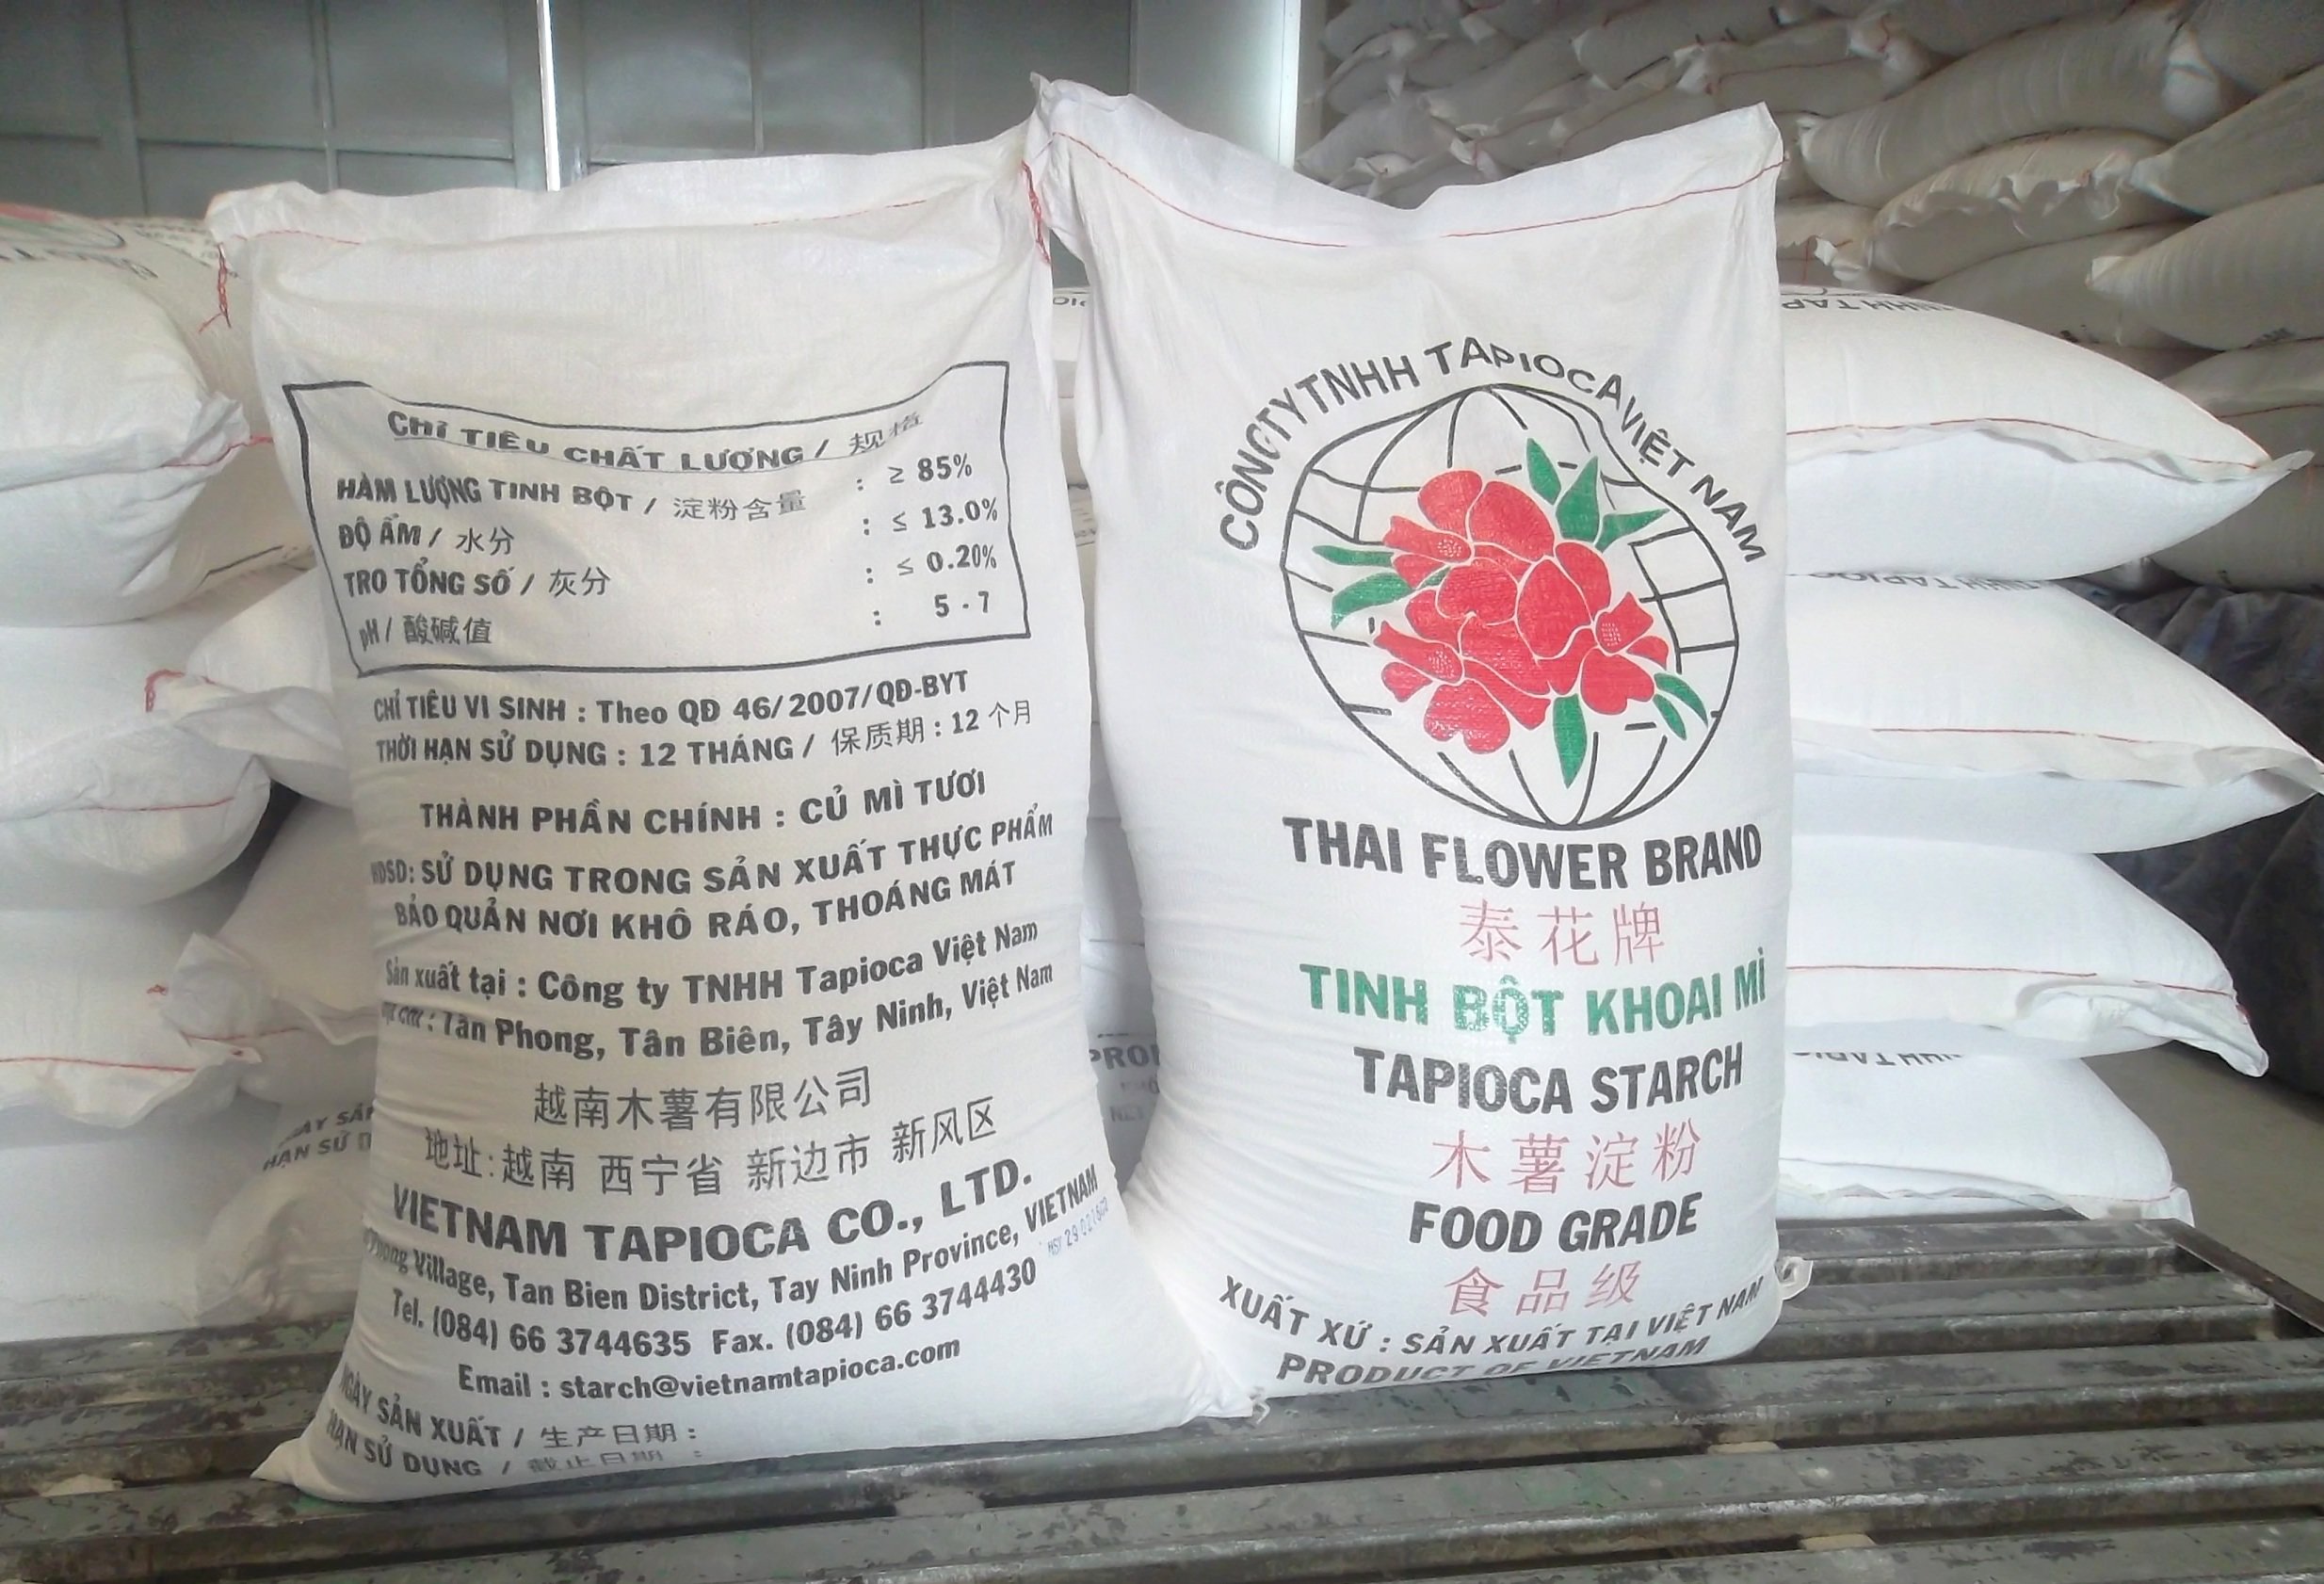 CHỈ TIÊU CHẤT LƯỢNG / 规格
HÀM LƯỢNG TINH BỘT / 淀粉含量 : ≥ 85%
ĐỘ ẨM / 水分 : ≤ 13.0%
TRO TỔNG SỐ / 灰分 : ≤ 0.20%
pH / 酸碱值 : 5 - 7
CHỈ TIÊU VI SINH : Theo QĐ 46/2007/QĐ-BYT
THỜI HẠN SỬ DỤNG : 12 THÁNG / 保质期 : 12 个月
THÀNH PHẦN CHÍNH : CỦ MÌ TƯƠI
HDSD: SỬ DỤNG TRONG SẢN XUẤT THỰC PHẨM
BẢO QUẢN NƠI KHÔ RÁO, THOÁNG MÁT
Sản xuất tại : Công ty TNHH Tapioca Việt Nam
Địa chỉ : Tân Phong, Tân Biên, Tây Ninh, Việt Nam
越南木薯有限公司
地址: 越南 西宁省 新边市 新风区
VIETNAM TAPIOCA CO., LTD.
Phong Village, Tan Bien District, Tay Ninh Province, VIETNAM
Tel. (084) 66 3744635 Fax. (084) 66 3744430
Email : starch@vietnamtapioca.com
NGÀY SẢN XUẤT / 生产日期 :
HẠN SỬ DỤNG / 截止日期 :
CÔNG TY TNHH TAPIOCA VIỆT NAM
THAI FLOWER BRAND
泰花牌
TINH BỘT KHOAI MÌ
TAPIOCA STARCH
木薯淀粉
FOOD GRADE
食品级
XUẤT XỨ : SẢN XUẤT TẠI VIỆT NAM
PRODUCT OF VIETNAM